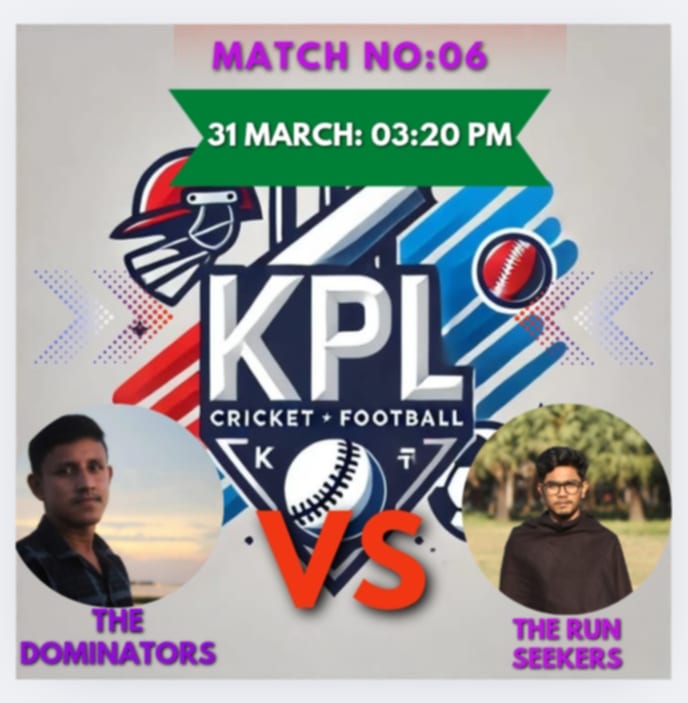 MATCH NO:06
31 MARCH: 03:20 PM
KPL
CRICKET ★ FOOTBALL
K T
VS
THE
DOMINATORS
THE RUN
SEEKERS